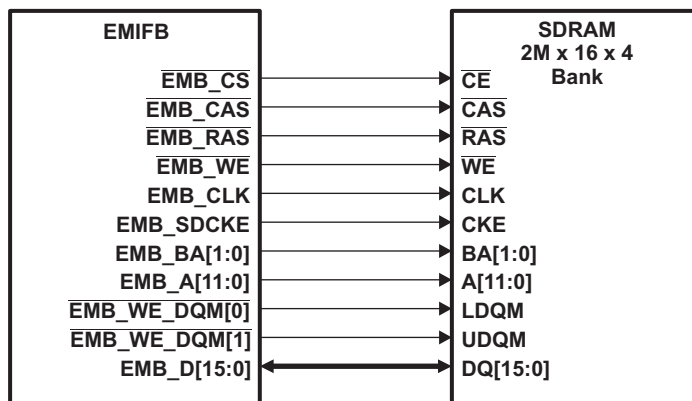 EMIFB
SDRAM
2M x 16 x 4
Bank
EMB_CS
CE
EMB_CAS
CAS
EMB_RAS
RAS
EMB_WE
WE
EMB_CLK
CLK
EMB_SDCKE
CKE
EMB_BA[1:0]
BA[1:0]
EMB_A[11:0]
A[11:0]
EMB_WE_DQM[0]
LDQM
EMB_WE_DQM[1]
UDQM
EMB_D[15:0]
DQ[15:0]